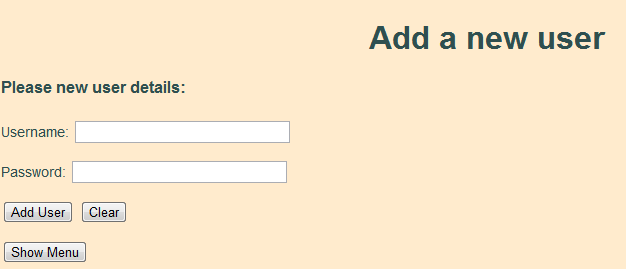 Add a new user
Please new user details:
Username:
Password:
Add User Clear
Show Menu